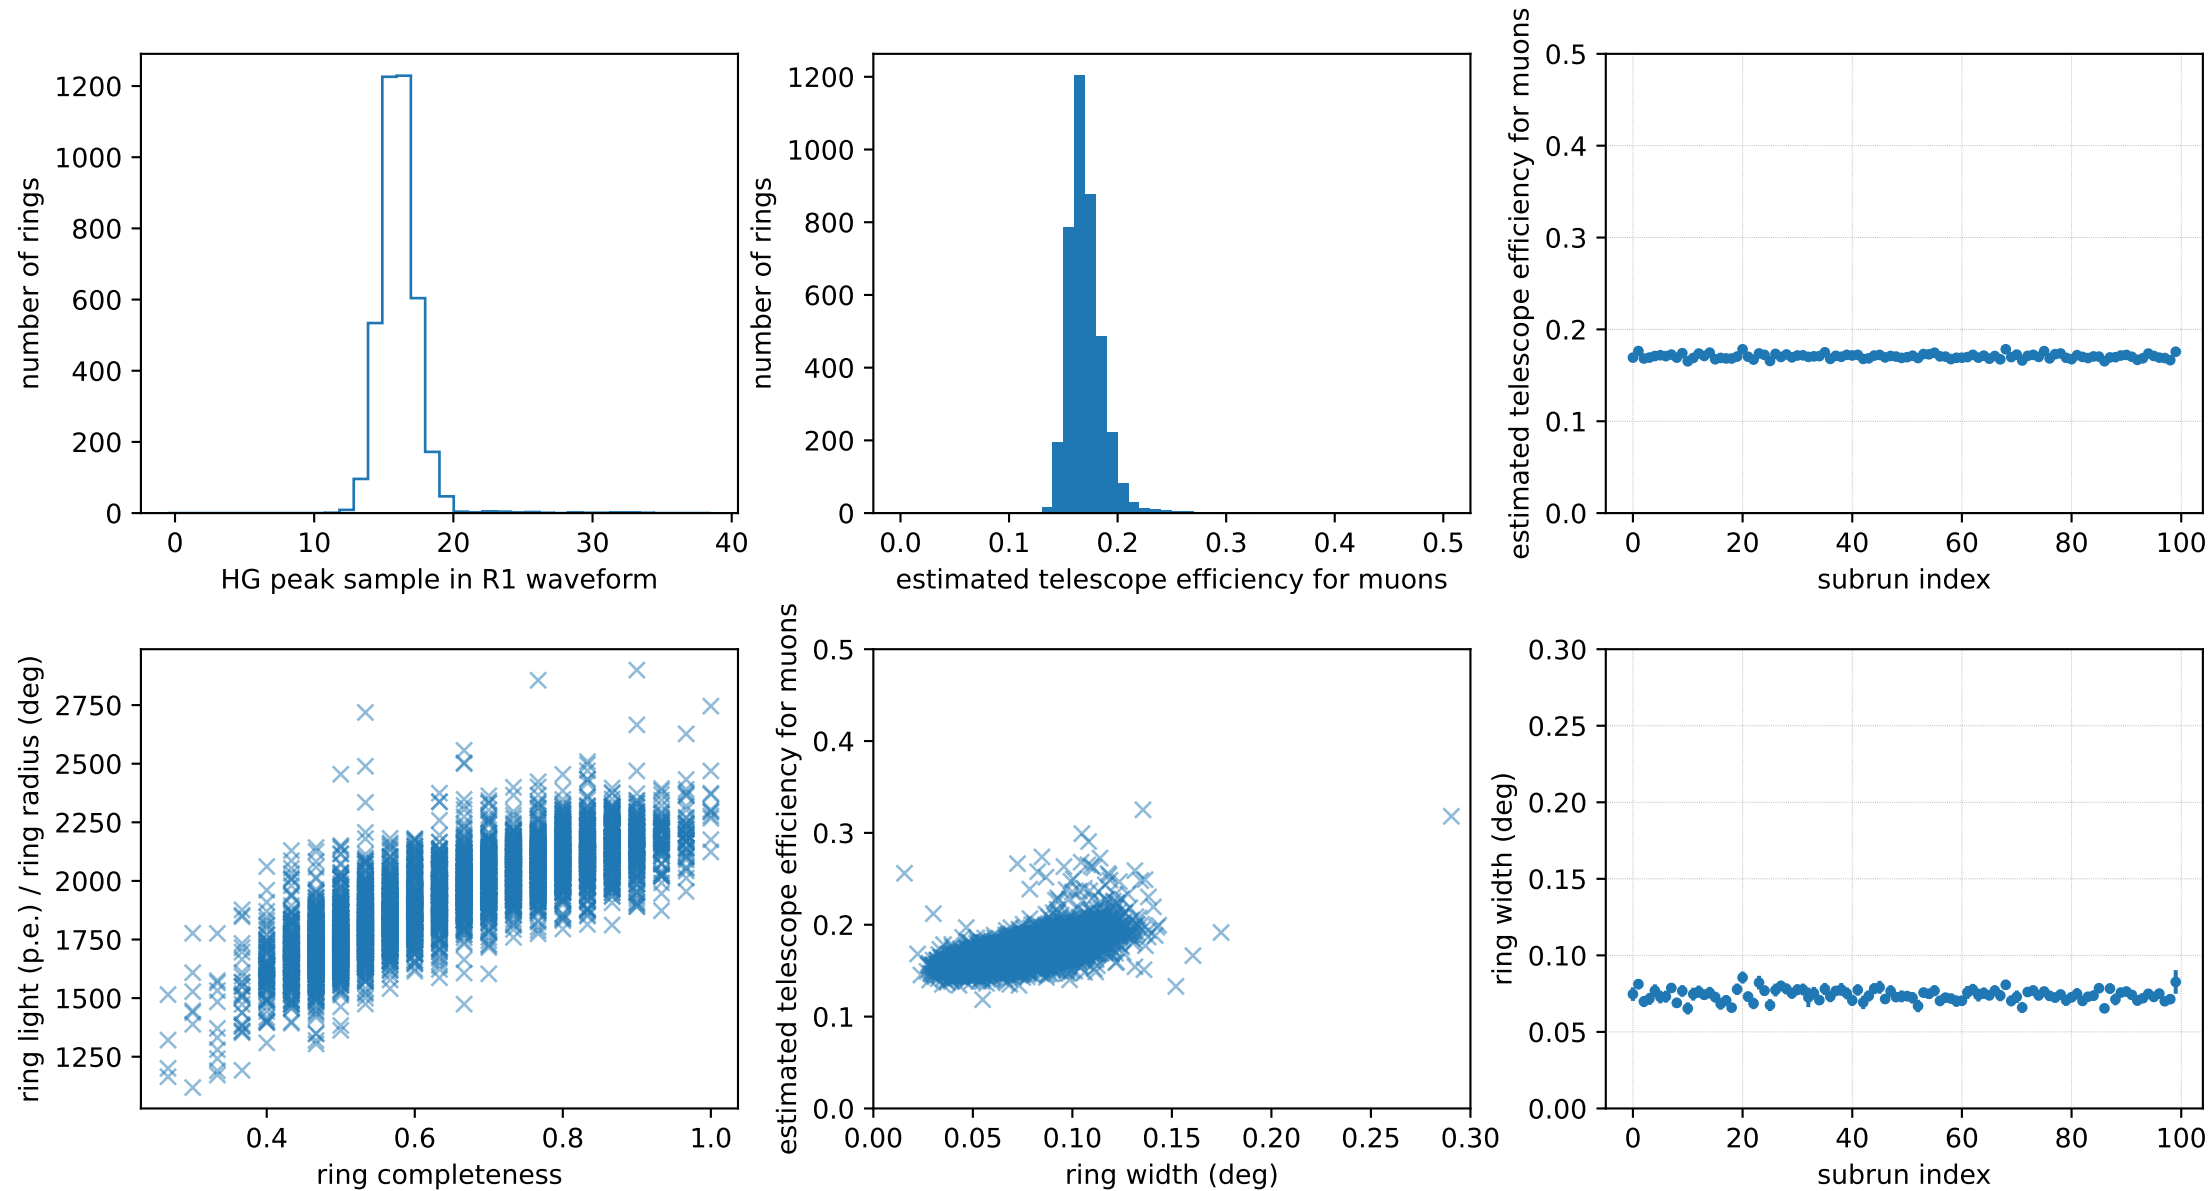 number of rings
1200
1000
800
600
400
200
0
0 10 20 30 40
HG peak sample in R1 waveform
number of rings
1200
1000
800
600
400
200
0
0.0 0.1 0.2 0.3 0.4 0.5
estimated telescope efficiency for muons
estimated telescope efficiency for muons
0.5
0.4
0.3
0.2
0.1
0.0
0 20 40 60 80 100
subrun index
ring light (p.e.) / ring radius (deg)
2750
2500
2250
2000
1750
1500
1250
0.4 0.6 0.8 1.0
ring completeness
estimated telescope efficiency for muons
0.5
0.4
0.3
0.2
0.1
0.0
0.00 0.05 0.10 0.15 0.20 0.25 0.30
ring width (deg)
ring width (deg)
0.30
0.25
0.20
0.15
0.10
0.05
0.00
0 20 40 60 80 100
subrun index